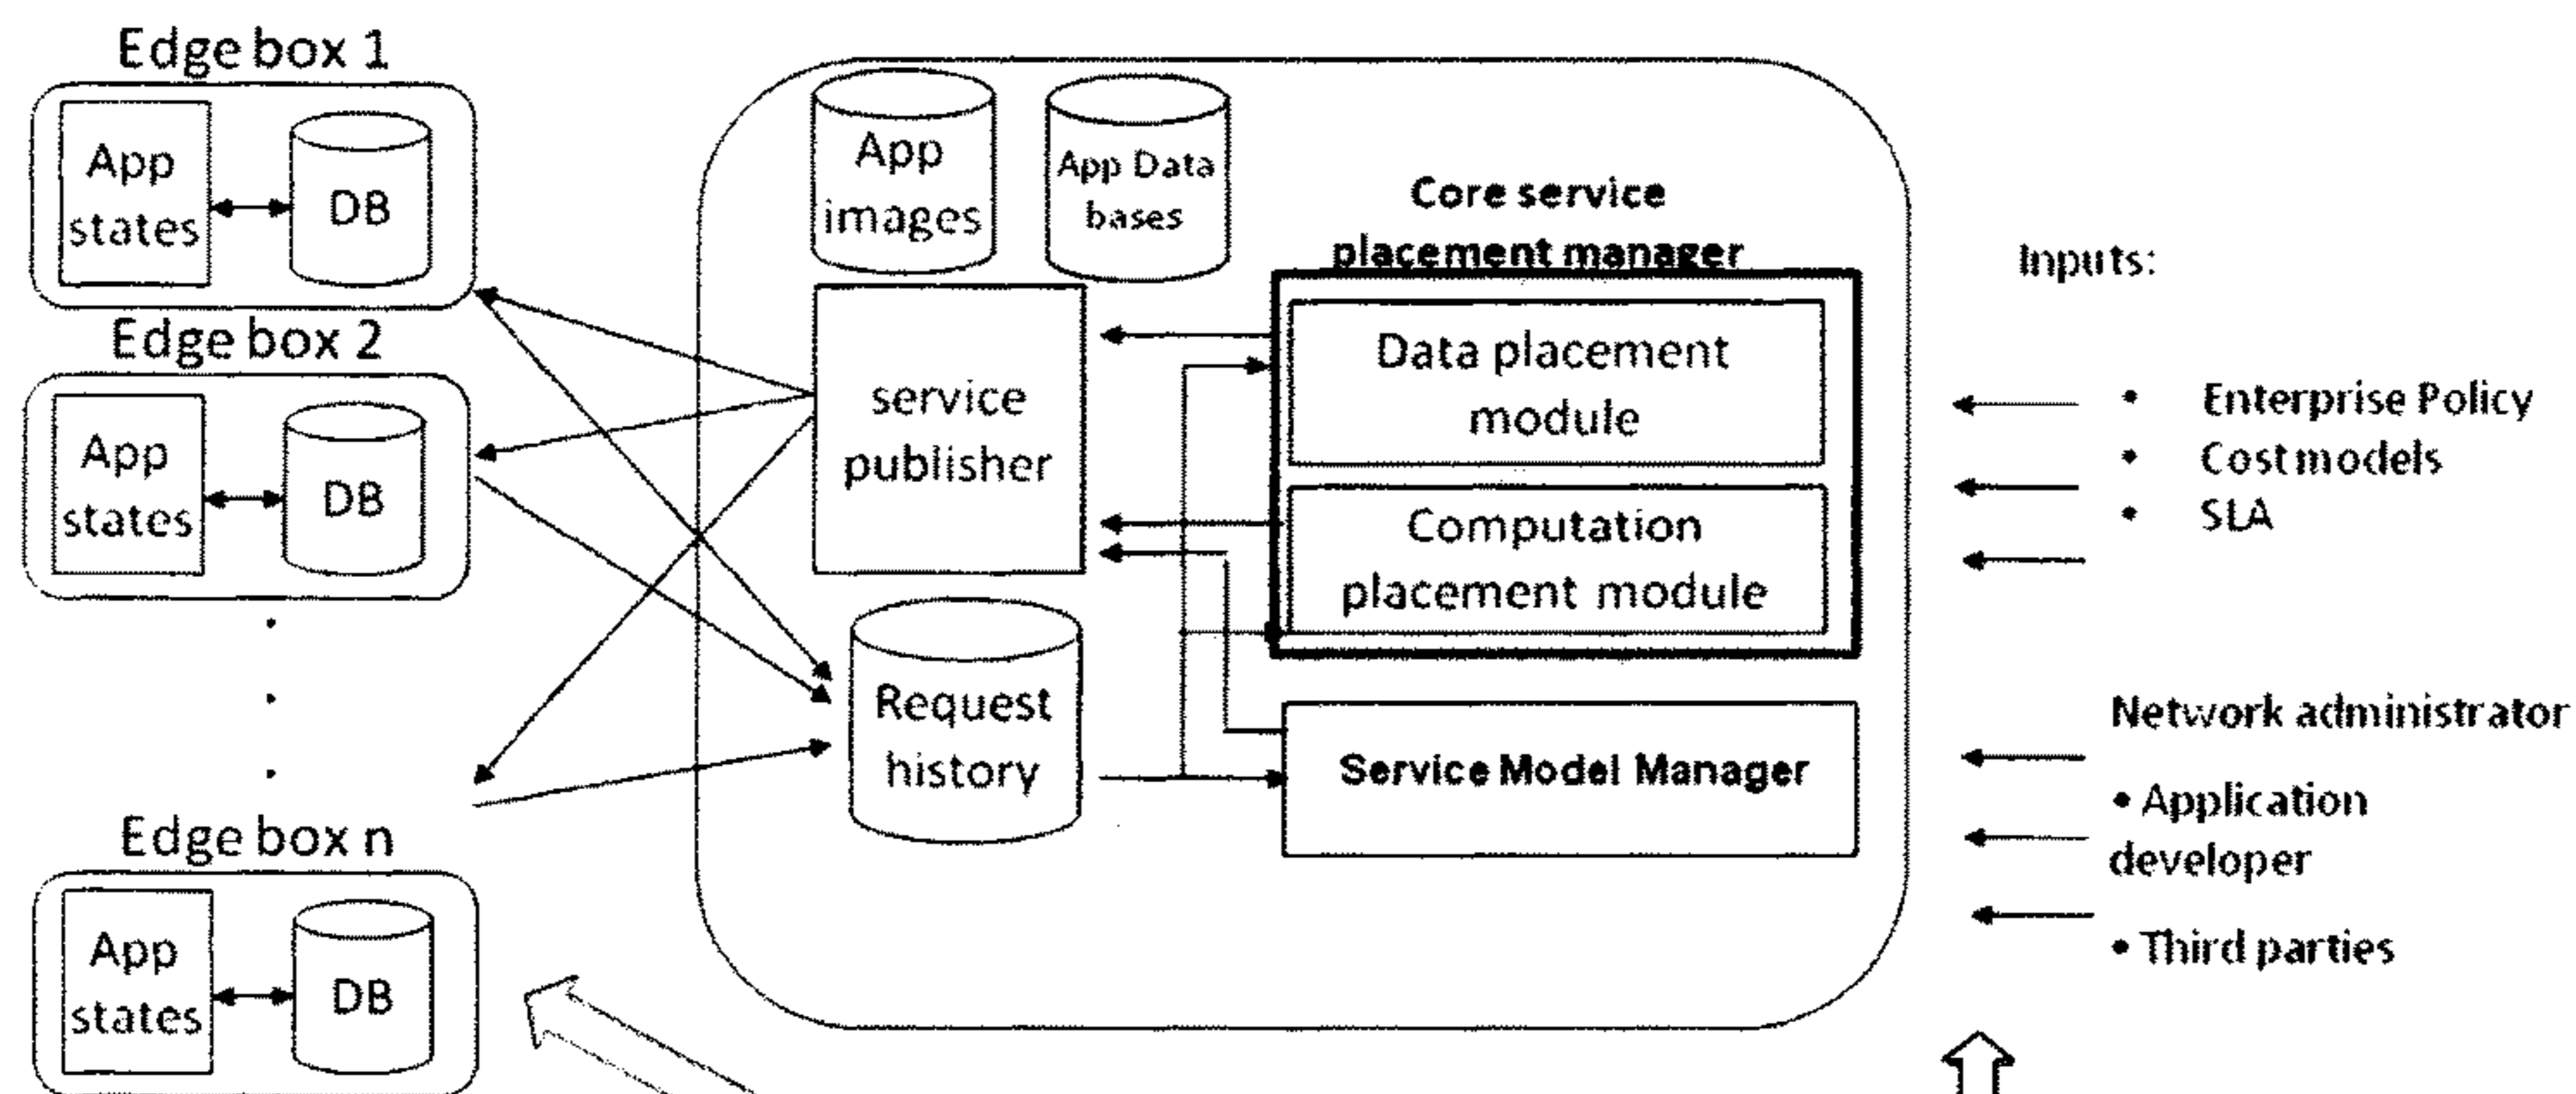 Edge box 1
App
states
DB
Edge box 2
App
states
DB
Edge box n
App
states
DB
App
images
App Data
bases
Core service
placement manager
service
publisher
Data placement
module
Computation
placement module
Request
history
Service Model Manager
Inputs:
• Enterprise Policy
• Cost models
• SLA
Network administrator
• Application
developer
• Third parties